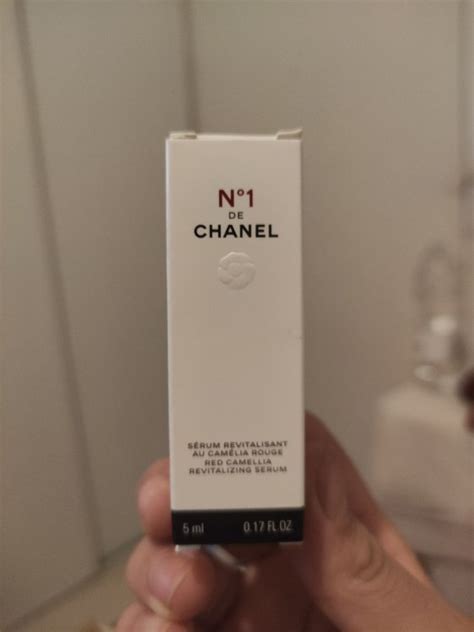 N°1
DE
CHANEL
SÉRUM REVITALISANT
AU CAMÉLIA ROUGE
RED CAMELLIA
REVITALIZING SERUM
5 ml 0.17 FL.OZ